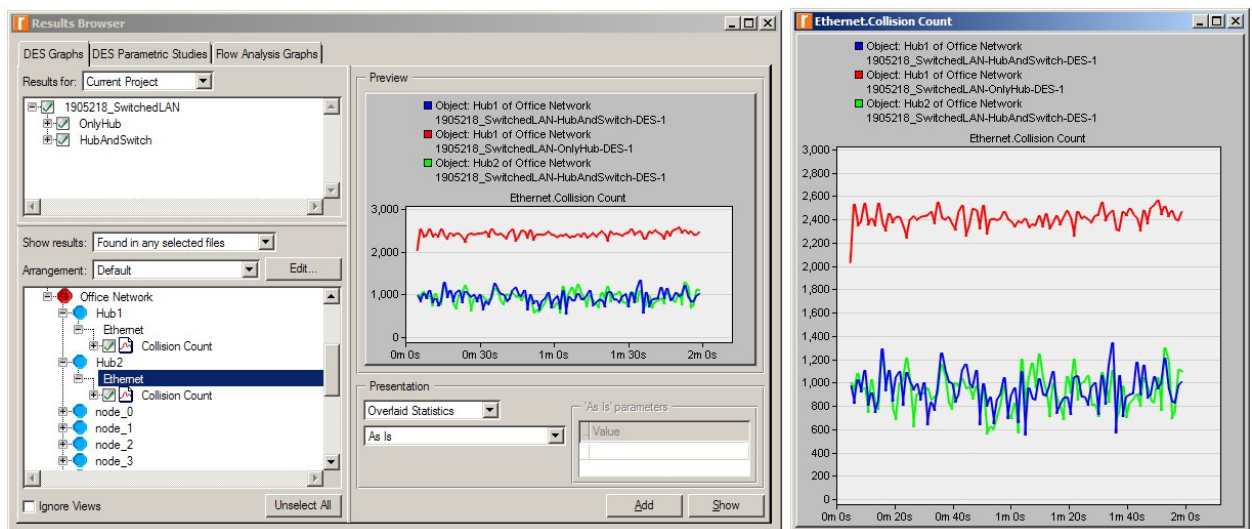 Results Browser
DES Graphs DES Parametric Studies Flow Analysis Graphs
Results for: Current Project
1905218_SwitchedLAN
OnlyHub
HubAndSwitch
Show results: Found in any selected files
Arrangement: Default Edit...
Office Network
Hub1
Ethernet
Collision Count
Hub2
Ethernet
Collision Count
node_0
node_1
node_2
node_3
Ignore Views Unselect All
Preview
Object: Hub1 of Office Network
1905218_SwitchedLAN-HubAndSwitch-DES-1
Object: Hub1 of Office Network
1905218_SwitchedLAN-OnlyHub-DES-1
Object: Hub2 of Office Network
1905218_SwitchedLAN-HubAndSwitch-DES-1
Ethernet.Collision Count
3,000
2,000
1,000
0
0m 0s 0m 30s 1m 0s 1m 30s 2m 0s
Presentation
Overlaid Statistics
As Is
'As Is' parameters
... Value
Add Show
Ethernet.Collision Count
Object: Hub1 of Office Network
1905218_SwitchedLAN-HubAndSwitch-DES-1
Object: Hub1 of Office Network
1905218_SwitchedLAN-OnlyHub-DES-1
Object: Hub2 of Office Network
1905218_SwitchedLAN-HubAndSwitch-DES-1
Ethernet.Collision Count
3,000
2,800
2,600
2,400
2,200
2,000
1,800
1,600
1,400
1,200
1,000
800
600
400
200
0
0m 0s 0m 20s 0m 40s 1m 0s 1m 20s 1m 40s 2m 0s